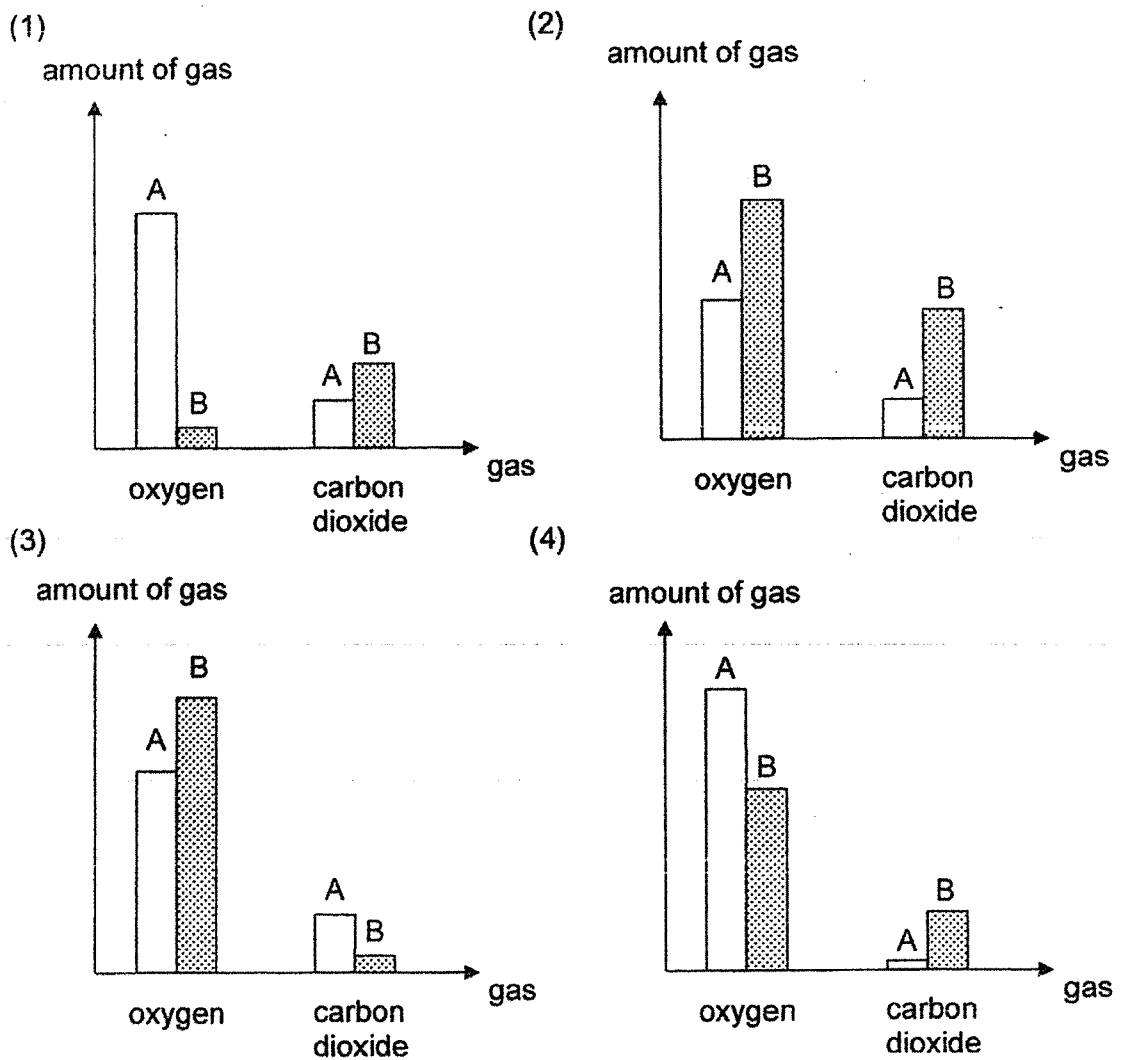 (1)
amount of gas
A
B
A
B
gas
oxygen
carbon
dioxide
(2)
amount of gas
A
B
A
B
gas
oxygen
carbon
dioxide
(3)
amount of gas
A
B
A
B
gas
oxygen
carbon
dioxide
(4)
amount of gas
A
B
A
B
gas
oxygen
carbon
dioxide